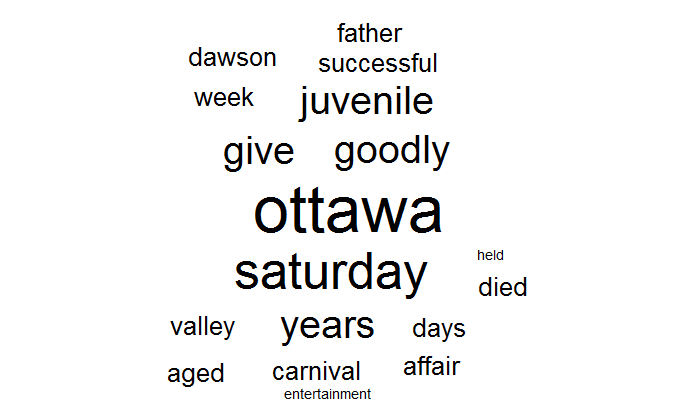 father
dawson successful
week juvenile
give goodly
ottawa
held
saturday died
valley years days
aged carnival affair
entertainment